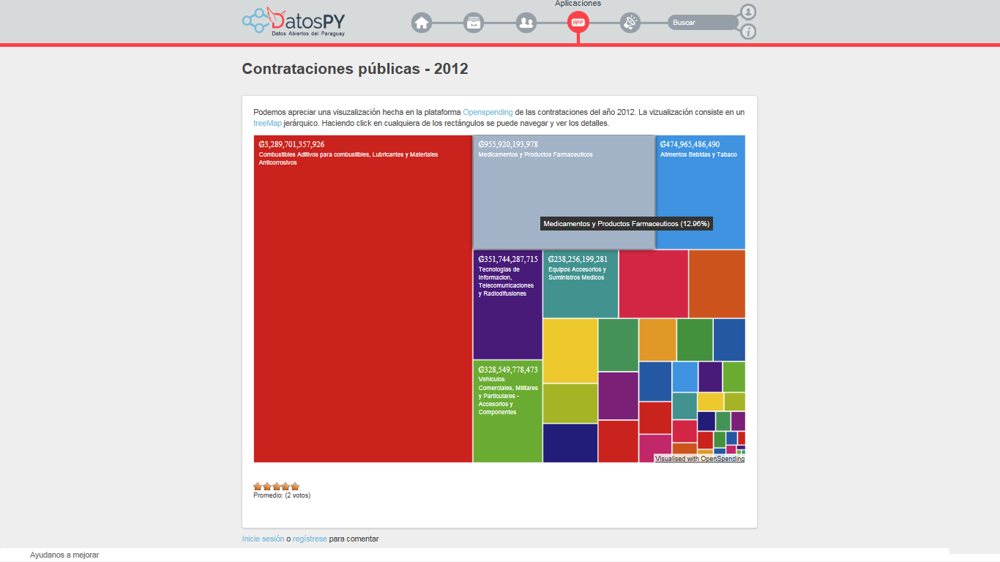 Aplicaciones
DatosPY
Datos Abiertos del Paraguay
APP
Buscar
Contrataciones públicas - 2012
Podemos apreciar una visuzalización hecha en la plataforma Openspending de las contrataciones del año 2012. La vizualización consiste en un
treeMap jerárquico. Haciendo click en cualquiera de los rectángulos se puede navegar y ver los detalles.
₲3,289,701,357,926
Combustibles Aditivos para combustibles, Lubricantes y Materiales
Anticorrosivos
₲955,920,193,978
Medicamentos y Productos Farmaceuticos
₲474,965,486,490
Alimentos Bebidas y Tabaco
Medicamentos y Productos Farmaceuticos (12.96%)
₲351,744,287,715
Tecnologias de
Informacion,
Telecomunicaciones
y Radiodifusiones
₲238,256,199,281
Equipos Accesorios y
Suministros Medicos
₲328,549,778,473
Vehiculos
Comerciales, Militares
y Particulares -
Accesorios y
Componentes
Visualised with OpenSpending
Promedio: (2 votos)
Inicie sesión o regístrese para comentar
Ayudanos a mejorar